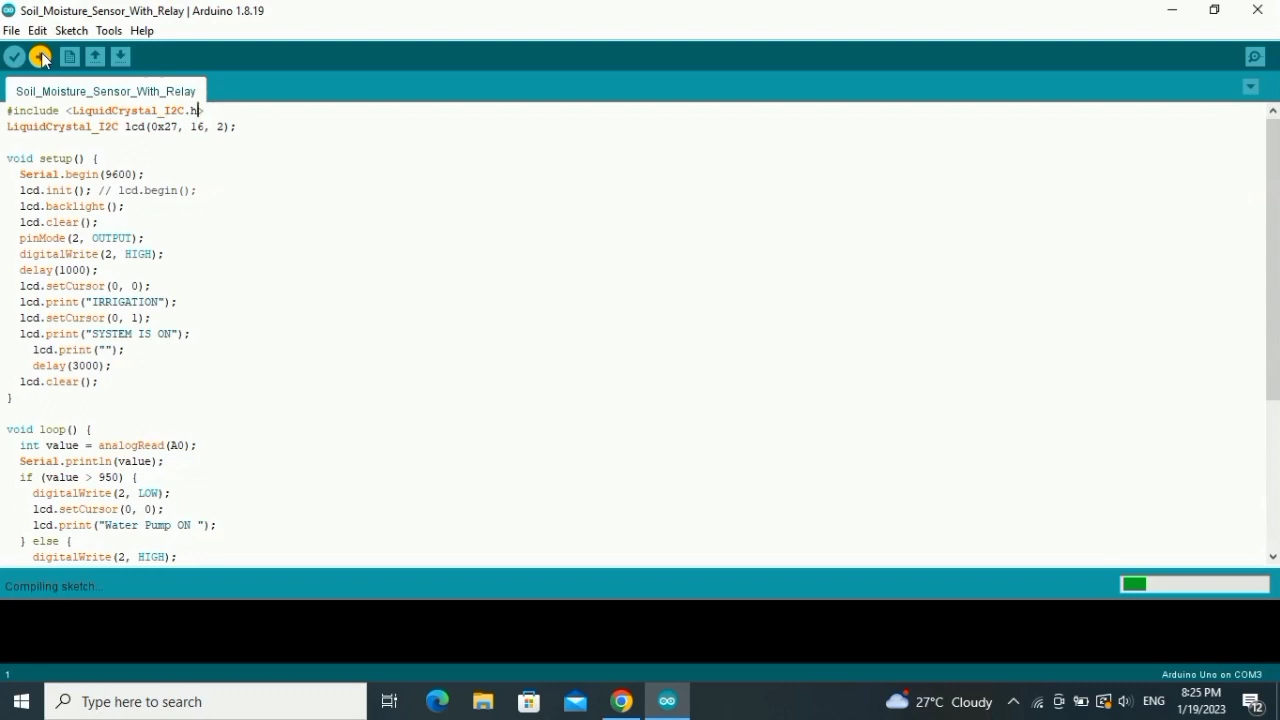 Soil_Moisture_Sensor_With_Relay | Arduino 1.8.19
File Edit Sketch Tools Help
Soil_Moisture_Sensor_With_Relay
#include <LiquidCrystal_I2C.h>
LiquidCrystal_I2C lcd(0x27, 16, 2);
void setup() {
Serial.begin(9600);
lcd.init(); // lcd.begin();
lcd.backlight();
lcd.clear();
pinMode(2, OUTPUT);
digitalWrite(2, HIGH);
delay(1000);
lcd.setCursor(0, 0);
lcd.print("IRRIGATION");
lcd.setCursor(0, 1);
lcd.print("SYSTEM IS ON");
lcd.print("");
delay(3000);
lcd.clear();
}
void loop() {
int value = analogRead(A0);
Serial.println(value);
if (value > 950) {
digitalWrite(2, LOW);
lcd.setCursor(0, 0);
lcd.print("Water Pump ON ");
} else {
digitalWrite(2, HIGH);
Compiling sketch...
1
Arduino Uno on COM3
Type here to search
27°C Cloudy
ENG
8:25 PM
1/19/2023
12